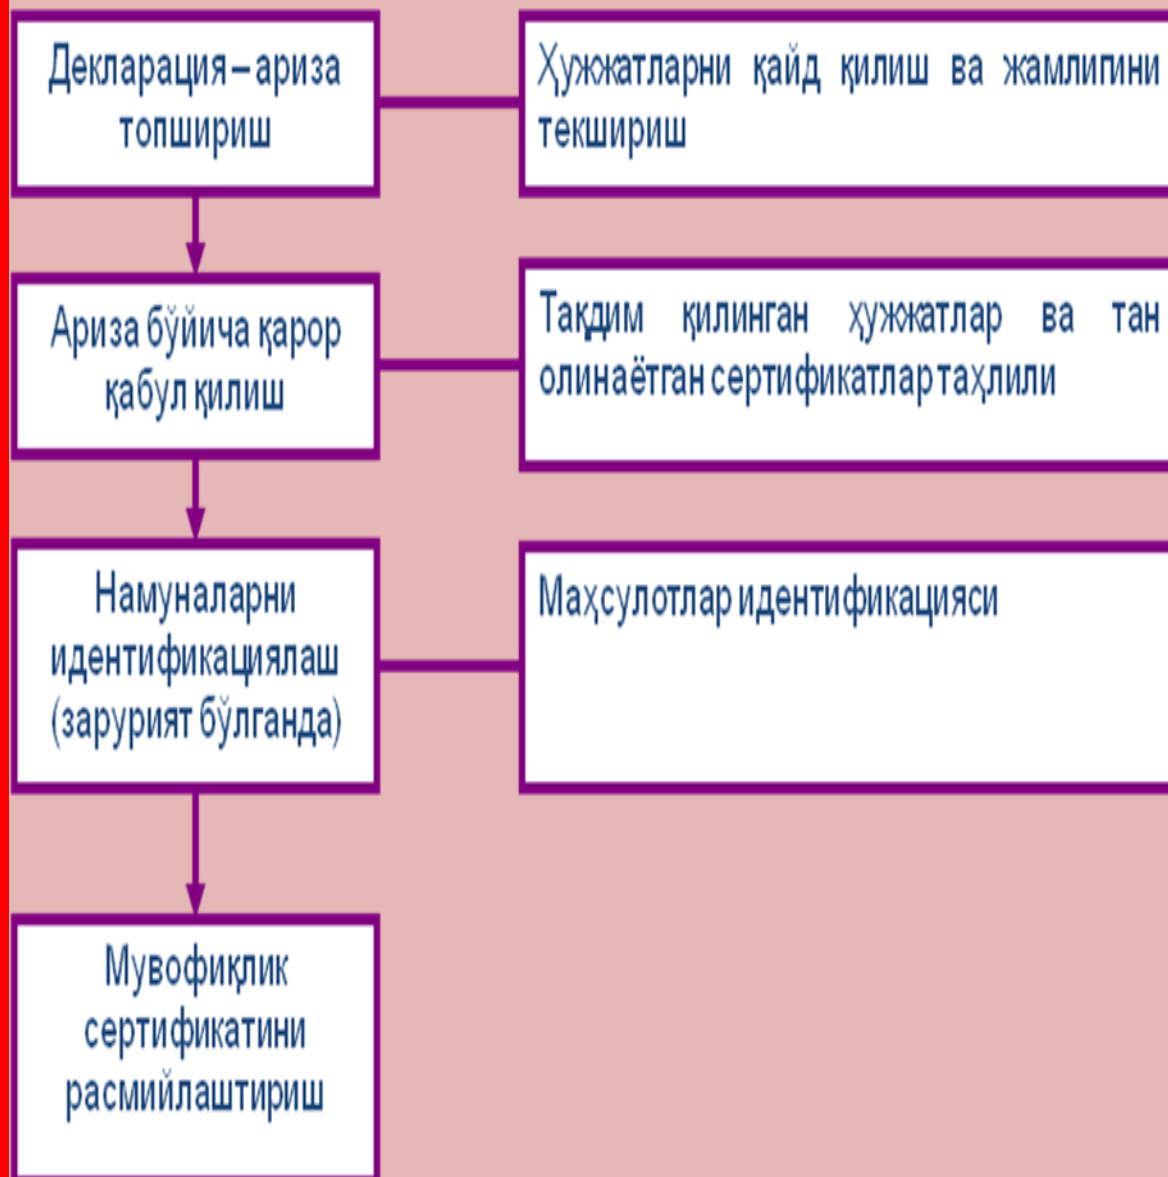 Декларация – ариза
топшириш
Ҳужжатларни қайд қилиш ва жамлигини
текшириш
Ариза бўйича қарор
қабул қилиш
Тақдим қилинган ҳужжатлар ва тан
олинаётган сертификатлар таҳлили
Намуналарни
идентификациялаш
(зарурият бўлганда)
Маҳсулотлар идентификацияси
Мувофиқлик
сертификатини
расмийлаштириш